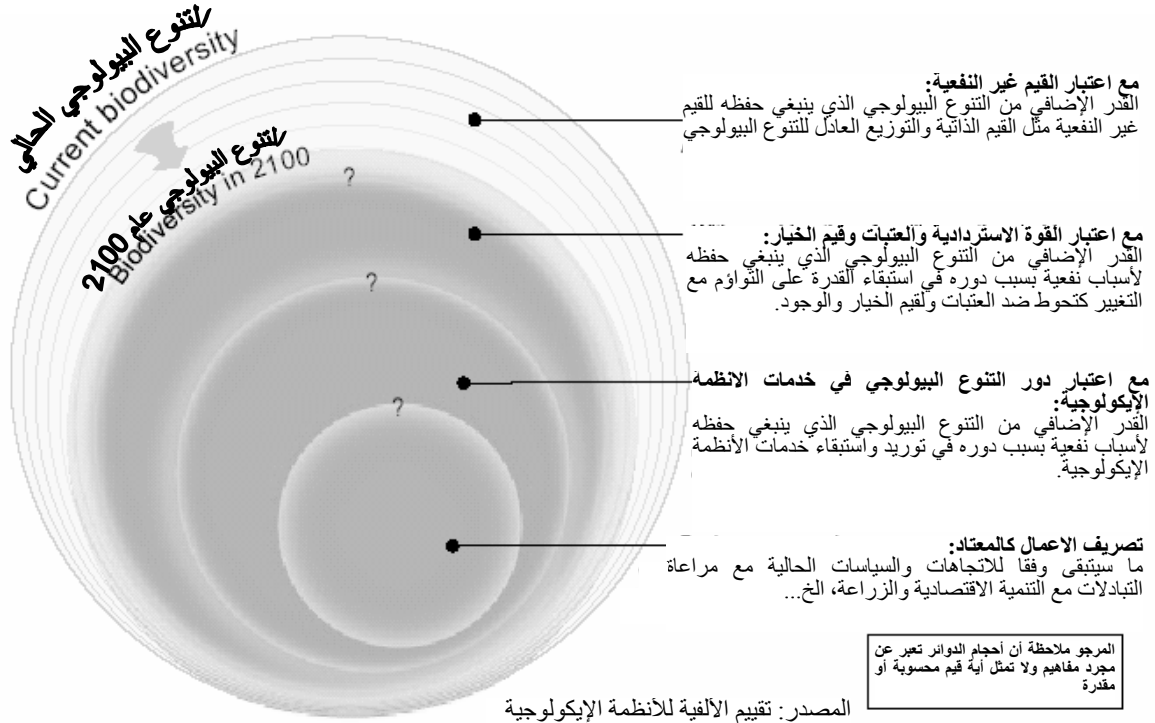 التنوع البيولوجي الحالي
Current biodiversity
التنوع البيولوجي عام 2100
Biodiversity in 2100
?
?
?
مع اعتبار القيم غير النفعية:
القدر الإضافي من التنوع البيولوجي الذي ينبغي حفظه للقيم
غير النفعية مثل القيم الذاتية والتوزيع العادل للتنوع البيولوجي
مع اعتبار القوة الاستردادية والعتبات وقيم الخيار:
القدر الإضافي من التنوع البيولوجي الذي ينبغي حفظه
لأسباب نفعية بسبب دوره في استبقاء القدرة على التواؤم مع
التغيير كتحوط ضد العتبات ولقيم الخيار والوجود.
مع اعتبار دور التنوع البيولوجي في خدمات الانظمة
الإيكولوجية:
القدر الإضافي من التنوع البيولوجي الذي ينبغي حفظه
لأسباب نفعية بسبب دوره في توريد واستبقاء خدمات الأنظمة
الإيكولوجية.
تصريف الاعمال كالمعتاد:
ما سيتبقى وفقا للاتجاهات والسياسات الحالية مع مراعاة
التبادلات مع التنمية الاقتصادية والزراعة، الخ...
المرجو ملاحظة أن أحجام الدوائر تعبر عن
مجرد مفاهيم ولا تمثل أية قيم محسوبة أو
مقدرة
المصدر: تقييم الألفية للأنظمة الإيكولوجية